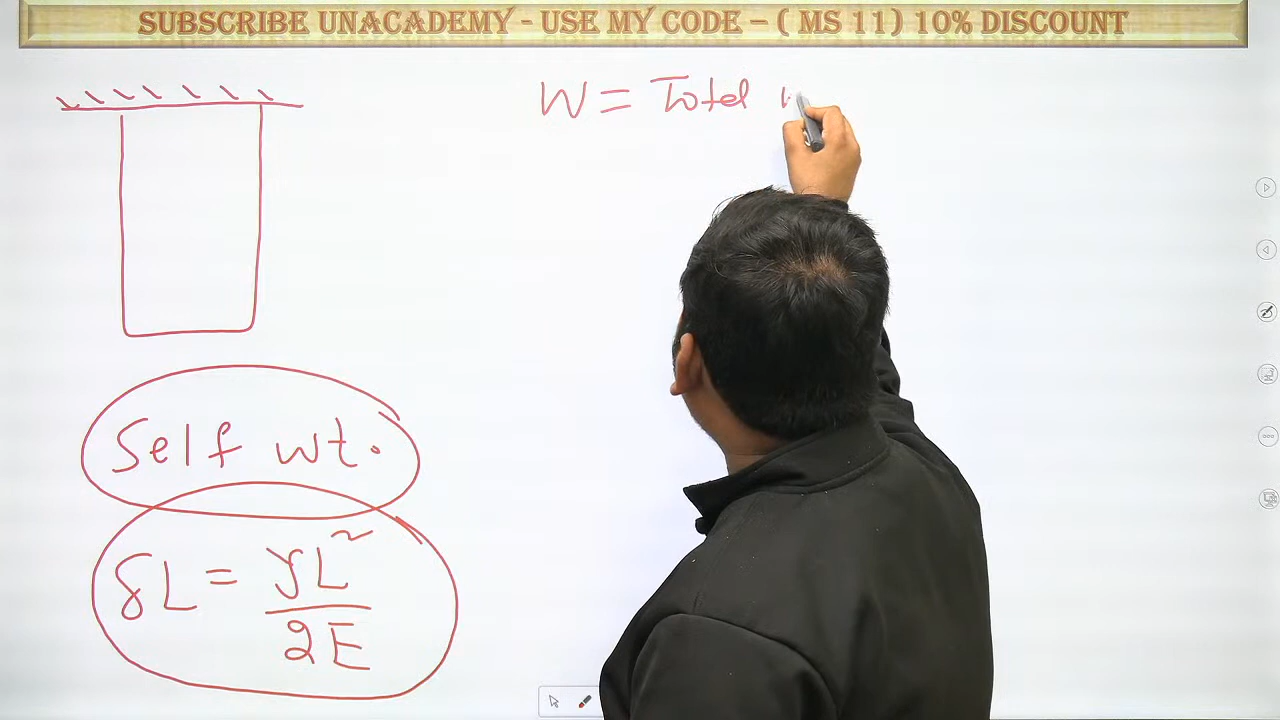 SUBSCRIBE UNACADEMY - USE MY CODE – ( MS 11) 10% DISCOUNT
W = Total
Self wt.
δL = γL²
2E